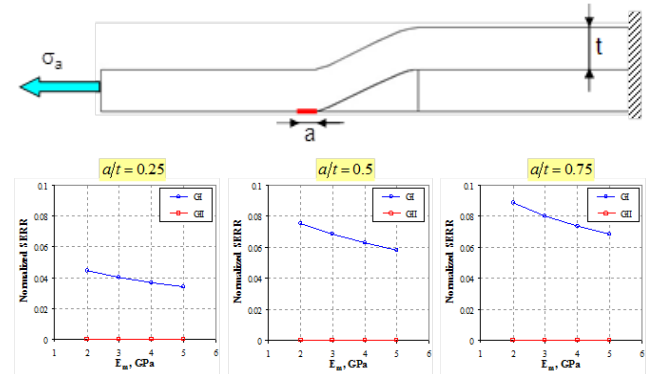 σa
t
a
a/t = 0.25
a/t = 0.5
a/t = 0.75
Normalized SERR
0.1
0.08
0.06
0.04
0.02
0
1 2 3 4 5 6
Em, GPa
GI
GII
Normalized SERR
0.1
0.08
0.06
0.04
0.02
0
1 2 3 4 5 6
Em, GPa
GI
GII
Normalized SERR
0.1
0.08
0.06
0.04
0.02
0
1 2 3 4 5 6
Em, GPa
GI
GII